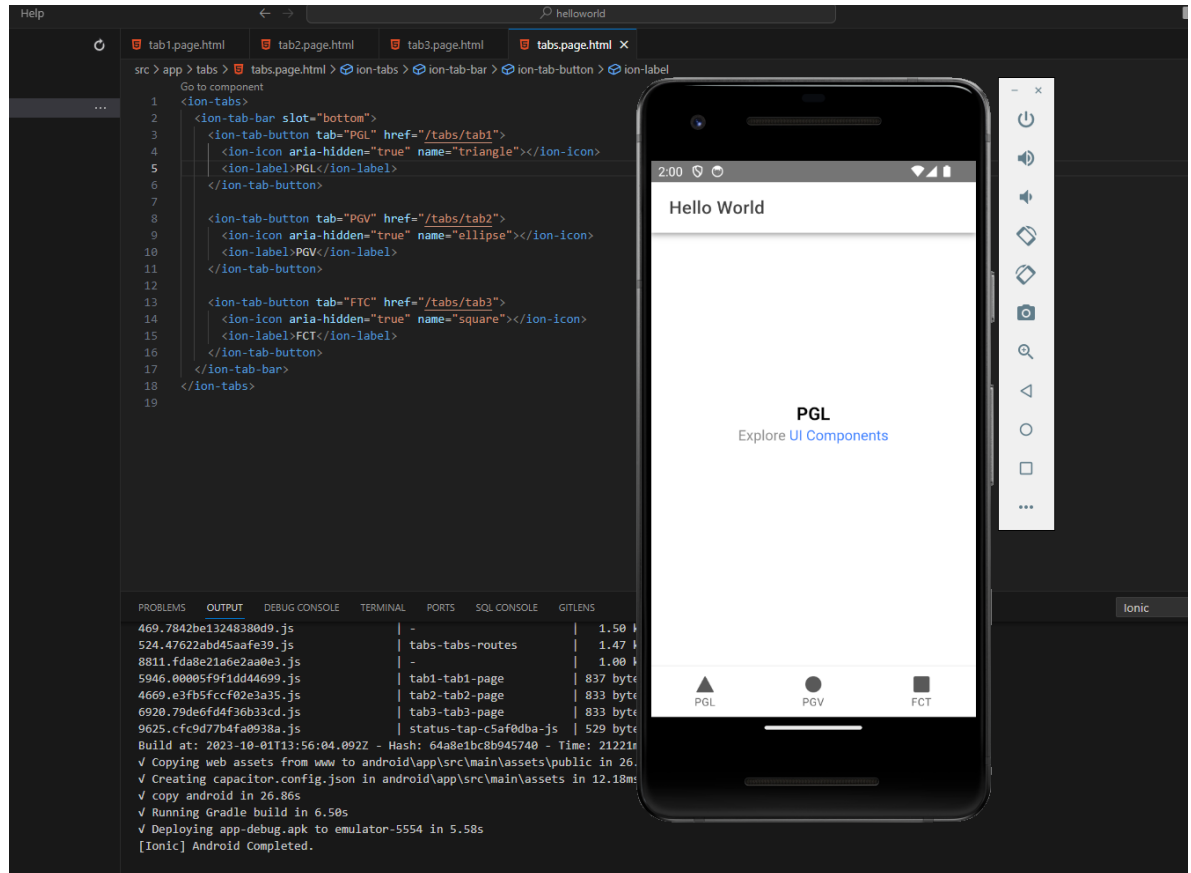 Help
helloworld
tab1.page.html tab2.page.html tab3.page.html tabs.page.html
src > app > tabs > tabs.page.html > ion-tabs > ion-tab-bar > ion-tab-button > ion-label
Go to component
1 <ion-tabs>
2 <ion-tab-bar slot="bottom">
3 <ion-tab-button tab="PGL" href="/tabs/tab1">
4 <ion-icon aria-hidden="true" name="triangle"></ion-icon>
5 <ion-label>PGL</ion-label>
6 </ion-tab-button>
7
8 <ion-tab-button tab="PGV" href="/tabs/tab2">
9 <ion-icon aria-hidden="true" name="ellipse"></ion-icon>
10 <ion-label>PGV</ion-label>
11 </ion-tab-button>
12
13 <ion-tab-button tab="FTC" href="/tabs/tab3">
14 <ion-icon aria-hidden="true" name="square"></ion-icon>
15 <ion-label>FCT</ion-label>
16 </ion-tab-button>
17 </ion-tab-bar>
18 </ion-tabs>
19
2:00
Hello World
PGL
Explore UI Components
PGL PGV FCT
PROBLEMS OUTPUT DEBUG CONSOLE TERMINAL PORTS SQL CONSOLE GITLENS
Ionic
469.7842be13248380d9.js | - | 1.50 k
524.47622abd45aafe39.js | tabs-tabs-routes | 1.47 k
8811.fda8e21a6e2aa0e3.js | - | 1.00 k
5946.00005f9f1dd44699.js | tab1-tab1-page | 837 byte
4669.e3fb5fccf02e3a35.js | tab2-tab2-page | 833 byte
6920.79de6fd4f36b33cd.js | tab3-tab3-page | 833 byte
9625.cfc9d77b4fa0938a.js | status-tap-c5af0dba-js | 529 byte
Build at: 2023-10-01T13:56:04.092Z - Hash: 64a8e1bc8b945740 - Time: 21221m
√ Copying web assets from www to android\app\src\main\assets\public in 26.
√ Creating capacitor.config.json in android\app\src\main\assets in 12.18ms
√ copy android in 26.86s
√ Running Gradle build in 6.50s
√ Deploying app-debug.apk to emulator-5554 in 5.58s
[Ionic] Android Completed.